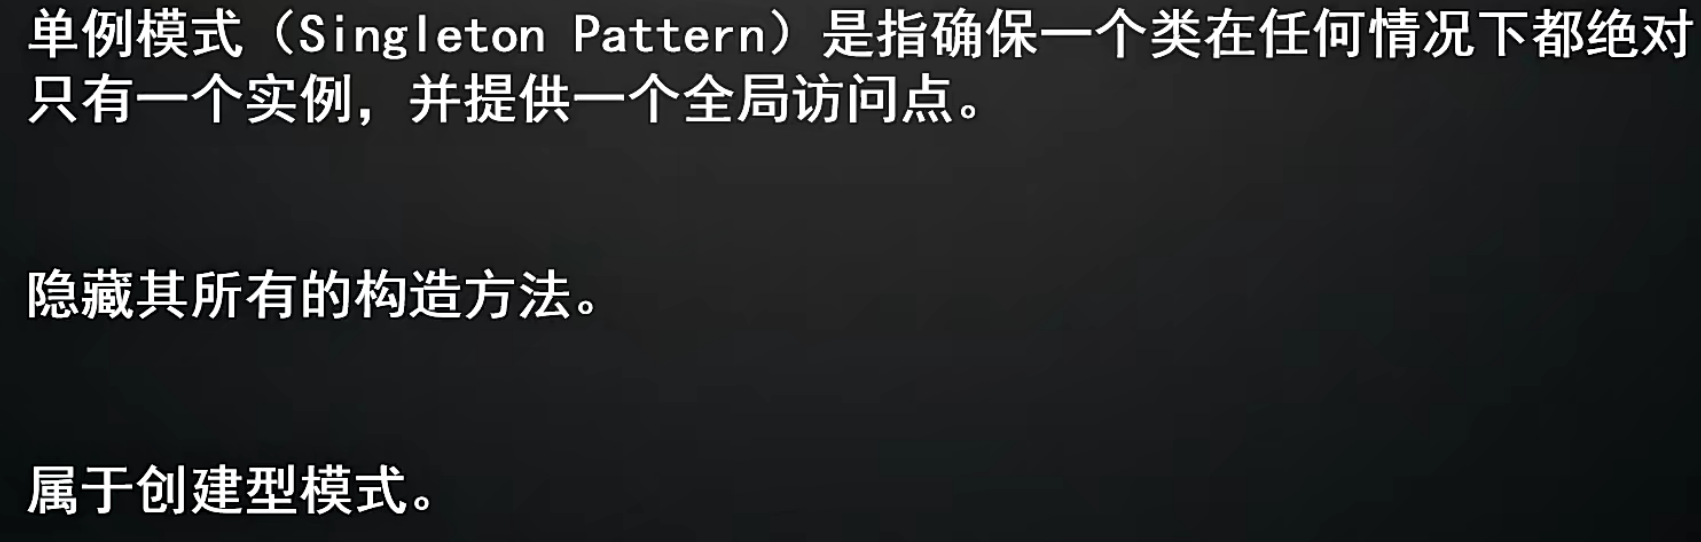 单例模式（Singleton Pattern）是指确保一个类在任何情况下都绝对
只有一个实例，并提供一个全局访问点。
隐藏其所有的构造方法。
属于创建型模式。